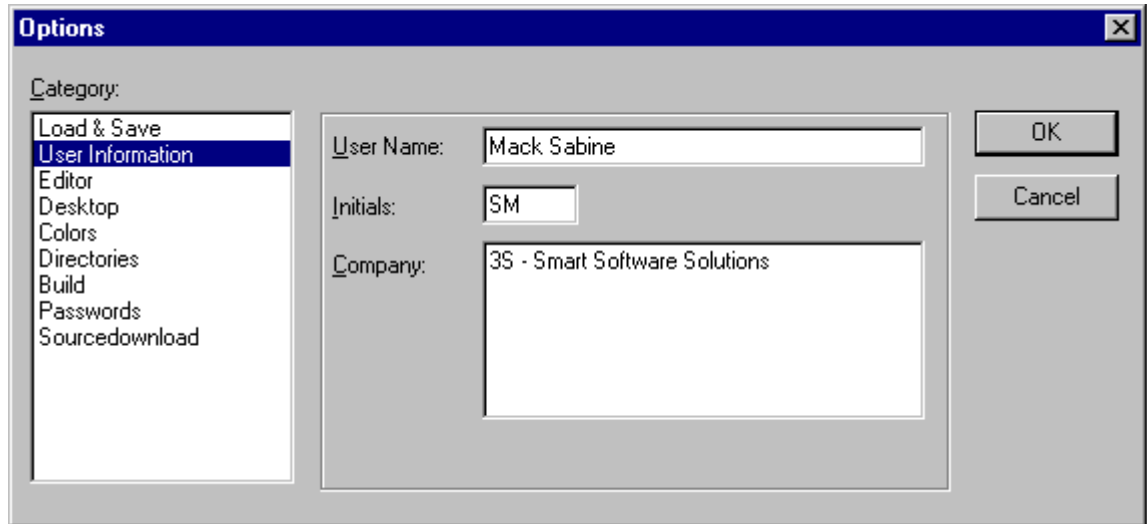 Options
Category:
Load & Save
User Information
Editor
Desktop
Colors
Directories
Build
Passwords
Sourcedownload
User Name: Mack Sabine
Initials: SM
Company: 3S - Smart Software Solutions
OK
Cancel